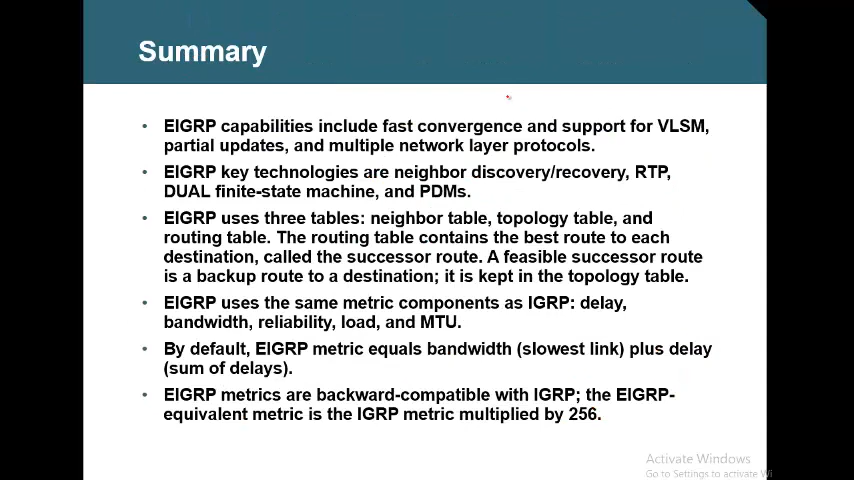 Summary
• EIGRP capabilities include fast convergence and support for VLSM,
partial updates, and multiple network layer protocols.
• EIGRP key technologies are neighbor discovery/recovery, RTP,
DUAL finite-state machine, and PDMs.
• EIGRP uses three tables: neighbor table, topology table, and
routing table. The routing table contains the best route to each
destination, called the successor route. A feasible successor route
is a backup route to a destination; it is kept in the topology table.
• EIGRP uses the same metric components as IGRP: delay,
bandwidth, reliability, load, and MTU.
• By default, EIGRP metric equals bandwidth (slowest link) plus delay
(sum of delays).
• EIGRP metrics are backward-compatible with IGRP; the EIGRP-
equivalent metric is the IGRP metric multiplied by 256.
Activate Windows
Go to Settings to activate Wi